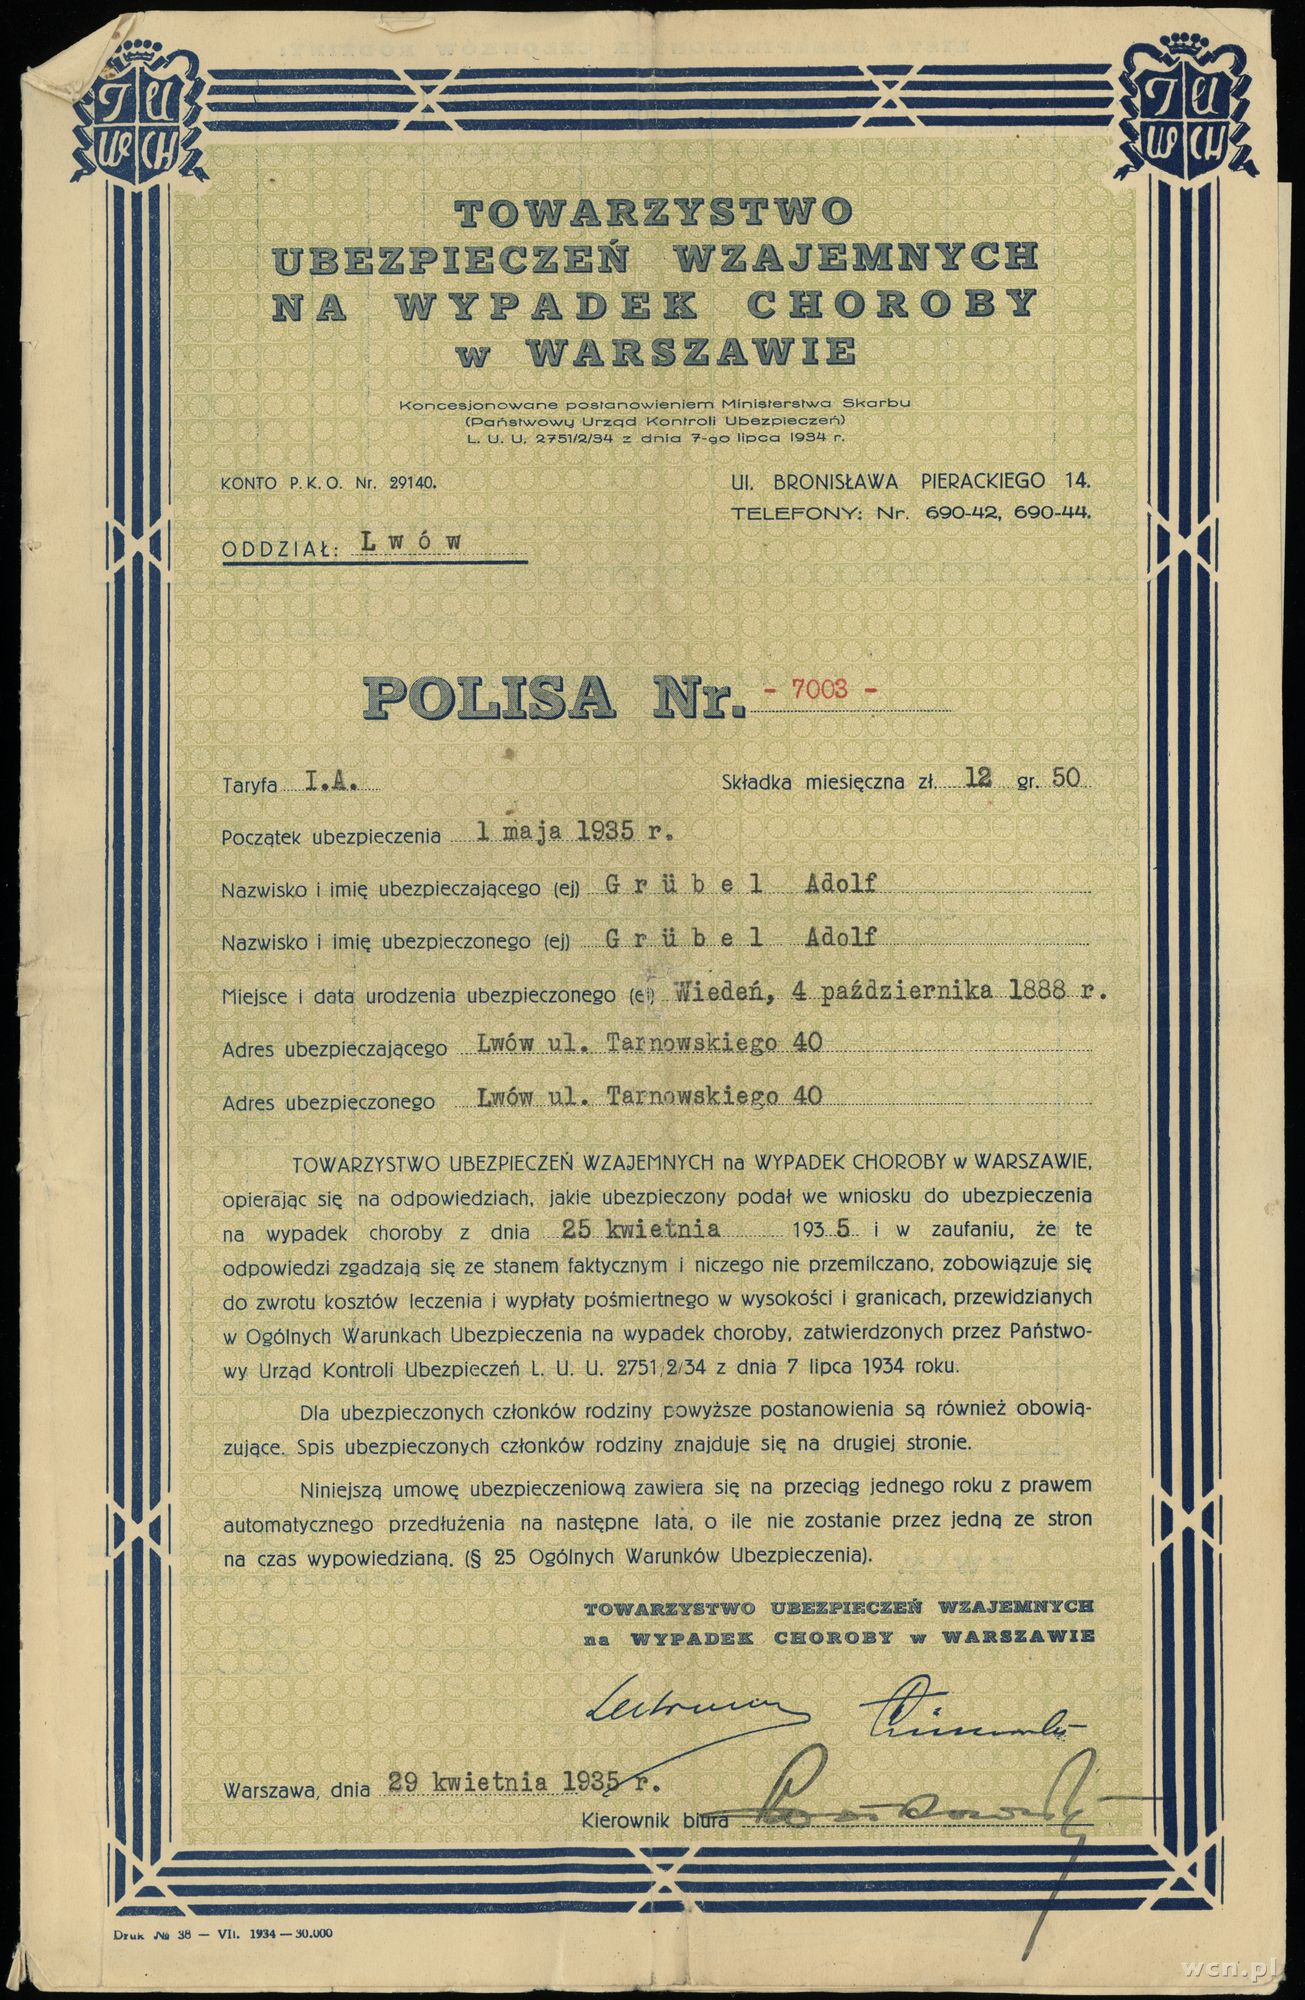 T U
W CH
T U
W CH
TOWARZYSTWO
UBEZPIECZEŃ WZAJEMNYCH
NA WYPADEK CHOROBY
w WARSZAWIE
Koncesjonowane postanowieniem Ministerstwa Skarbu
(Państwowy Urząd Kontroli Ubezpieczeń)
L. U. U. 2751/2/34 z dnia 7-go lipca 1934 r.
KONTO P. K. O. Nr. 29140.
Ul. BRONISŁAWA PIERACKIEGO 14.
TELEFONY: Nr. 690-42, 690-44.
ODDZIAŁ: Lwów
POLISA Nr. - 7003 -
Taryfa I.A. Składka miesięczna zł. 12 gr. 50
Początek ubezpieczenia 1 maja 1935 r.
Nazwisko i imię ubezpieczającego (ej) Grübel Adolf
Nazwisko i imię ubezpieczonego (ej) Grübel Adolf
Miejsce i data urodzenia ubezpieczonego (ej) Wiedeń, 4 października 1888 r.
Adres ubezpieczającego Lwów ul. Tarnowskiego 40
Adres ubezpieczonego Lwów ul. Tarnowskiego 40
TOWARZYSTWO UBEZPIECZEŃ WZAJEMNYCH na WYPADEK CHOROBY w WARSZAWIE,
opierając się na odpowiedziach, jakie ubezpieczony podał we wniosku do ubezpieczenia
na wypadek choroby z dnia 25 kwietnia 1935 i w zaufaniu, że te
odpowiedzi zgadzają się ze stanem faktycznym i niczego nie przemilczano, zobowiązuje się
do zwrotu kosztów leczenia i wypłaty pośmiertnego w wysokości i granicach, przewidzianych
w Ogólnych Warunkach Ubezpieczenia na wypadek choroby, zatwierdzonych przez Państwo-
wy Urząd Kontroli Ubezpieczeń L. U. U. 2751/2/34 z dnia 7 lipca 1934 roku.
Dla ubezpieczonych członków rodziny powyższe postanowienia są również obowią-
zujące. Spis ubezpieczonych członków rodziny znajduje się na drugiej stronie.
Niniejszą umowę ubezpieczeniową zawiera się na przeciąg jednego roku z prawem
automatycznego przedłużenia na następne lata, o ile nie zostanie przez jedną ze stron
na czas wypowiedzianą. (§ 25 Ogólnych Warunków Ubezpieczenia).
TOWARZYSTWO UBEZPIECZEŃ WZAJEMNYCH
na WYPADEK CHOROBY w WARSZAWIE
Warszawa, dnia 29 kwietnia 1935 r.
Kierownik biura
Druk № 38 — VII. 1934 — 30.000
wcn.pl